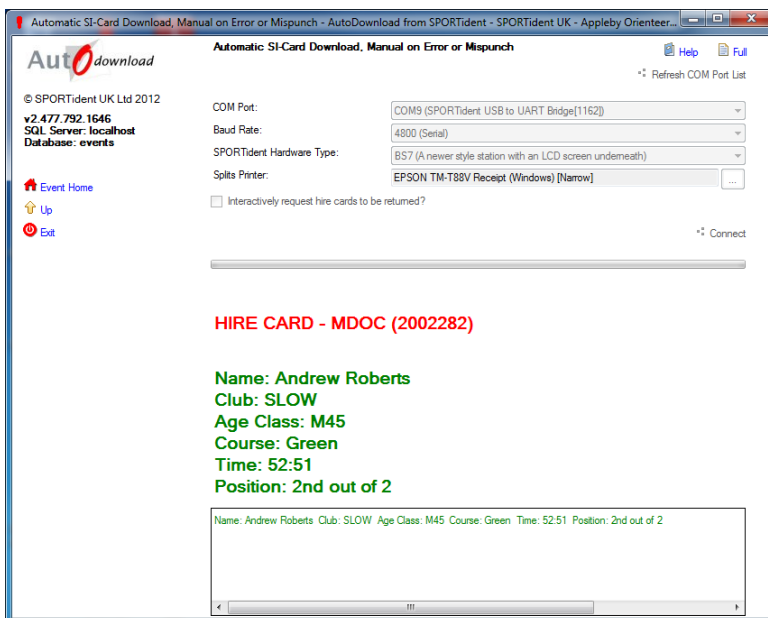 Automatic SI-Card Download, Manual on Error or Mispunch - AutoDownload from SPORTident - SPORTident UK - Appleby Orienteer...
AutOdownload
Automatic SI-Card Download, Manual on Error or Mispunch
Help
Full
Refresh COM Port List
© SPORTident UK Ltd 2012
v2.477.792.1646
SQL Server: localhost
Database: events
Event Home
Up
Exit
COM Port:
COM9 (SPORTident USB to UART Bridge[1162])
Baud Rate:
4800 (Serial)
SPORTident Hardware Type:
BS7 (A newer style station with an LCD screen underneath)
Splits Printer:
EPSON TM-T88V Receipt (Windows) [Narrow]
...
Interactively request hire cards to be returned?
Connect
HIRE CARD - MDOC (2002282)
Name: Andrew Roberts
Club: SLOW
Age Class: M45
Course: Green
Time: 52:51
Position: 2nd out of 2
Name: Andrew Roberts Club: SLOW Age Class: M45 Course: Green Time: 52:51 Position: 2nd out of 2